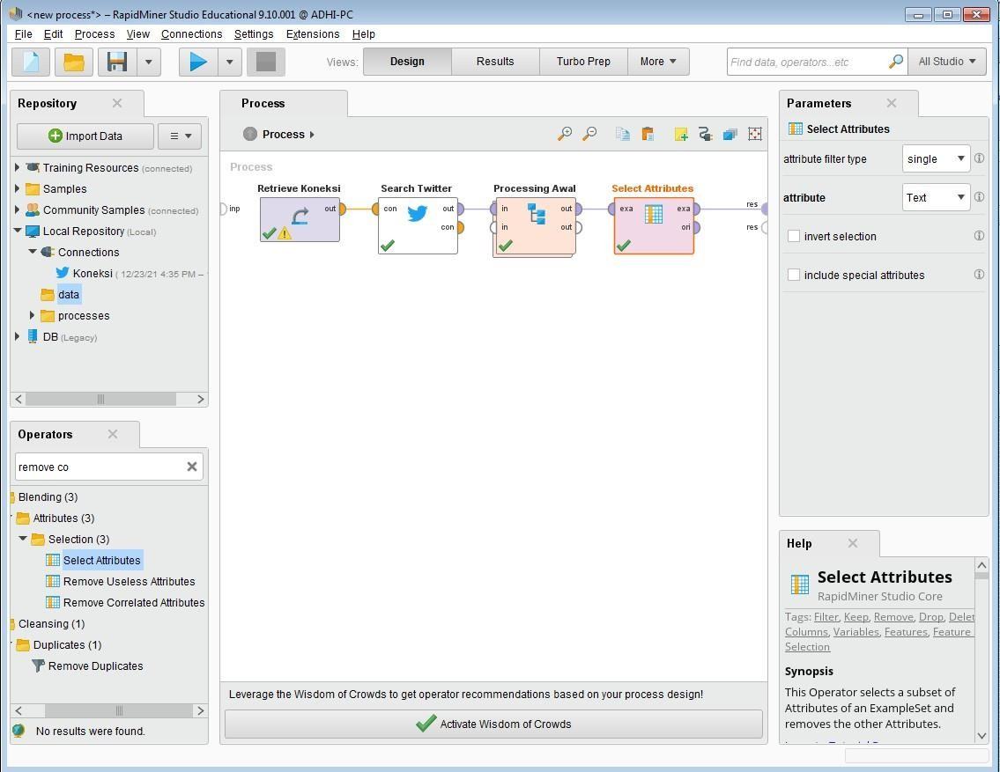 <new process*> – RapidMiner Studio Educational 9.10.001 @ ADHI-PC
File Edit Process View Connections Settings Extensions Help
Views: Design Results Turbo Prep More Find data, operators...etc All Studio
Repository
Import Data
Training Resources (connected)
Samples
Community Samples (connected)
Local Repository (Local)
Connections
Koneksi ( 12/23/21 4:35 PM –
data
processes
DB (Legacy)
Operators
remove co
Blending (3)
Attributes (3)
Selection (3)
Select Attributes
Remove Useless Attributes
Remove Correlated Attributes
Cleansing (1)
Duplicates (1)
Remove Duplicates
No results were found.
Process
Process
Process
Retrieve Koneksi Search Twitter Processing Awal Select Attributes
inp out con out in out exa exa res
con in out ori res
Leverage the Wisdom of Crowds to get operator recommendations based on your process design!
Activate Wisdom of Crowds
Parameters
Select Attributes
attribute filter type single
attribute Text
invert selection
include special attributes
Help
Select Attributes
RapidMiner Studio Core
Tags: Filter, Keep, Remove, Drop, Delet
Columns, Variables, Features, Feature
Selection
Synopsis
This Operator selects a subset of
Attributes of an ExampleSet and
removes the other Attributes.